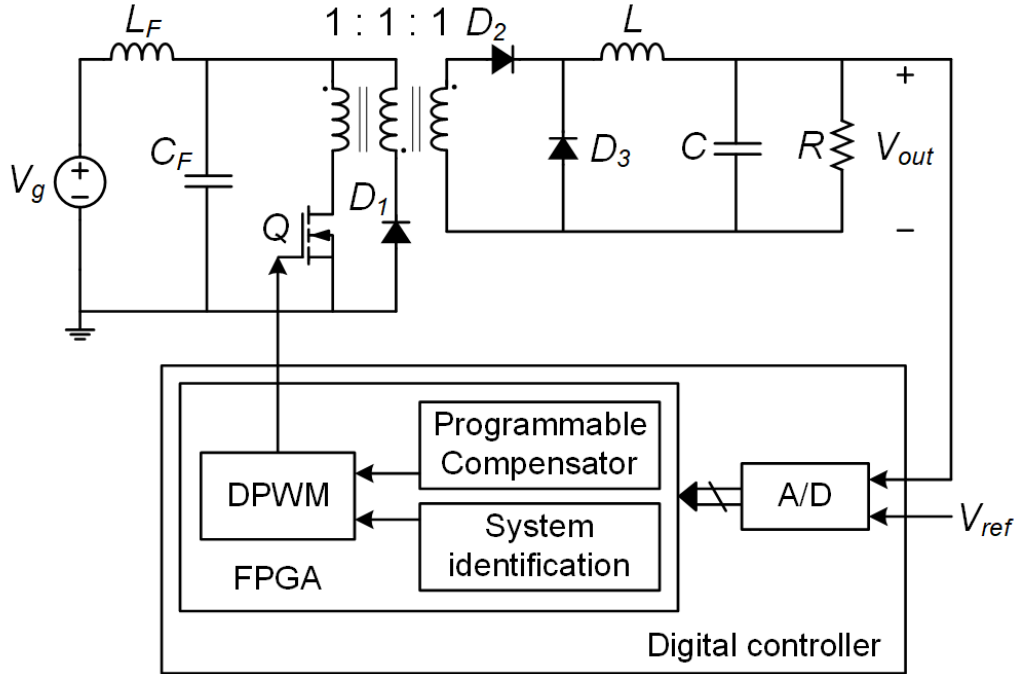 L_F
1 : 1 : 1
D_2
L
V_g
+
−
C_F
Q
D_1
D_3
C
R
+
V_out
−
Programmable
Compensator
DPWM
System
identification
FPGA
A/D
V_ref
Digital controller